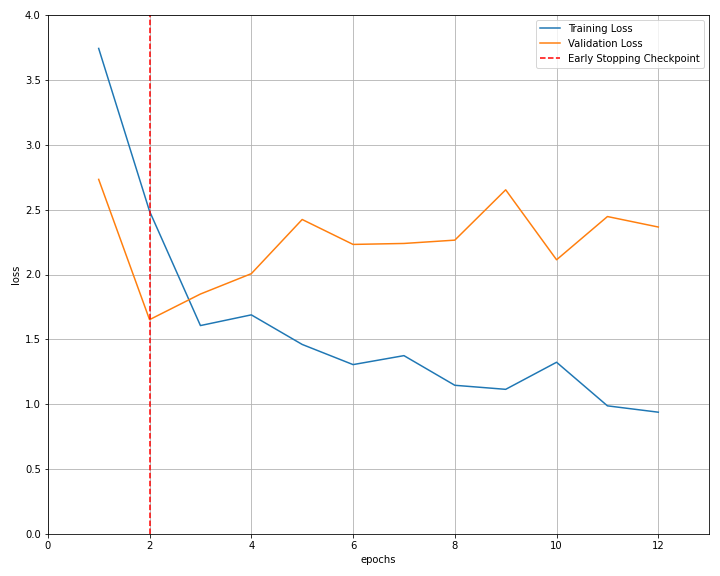 Training Loss
Validation Loss
Early Stopping Checkpoint
4.0
3.5
3.0
2.5
2.0
1.5
1.0
0.5
0.0
loss
0 2 4 6 8 10 12
epochs